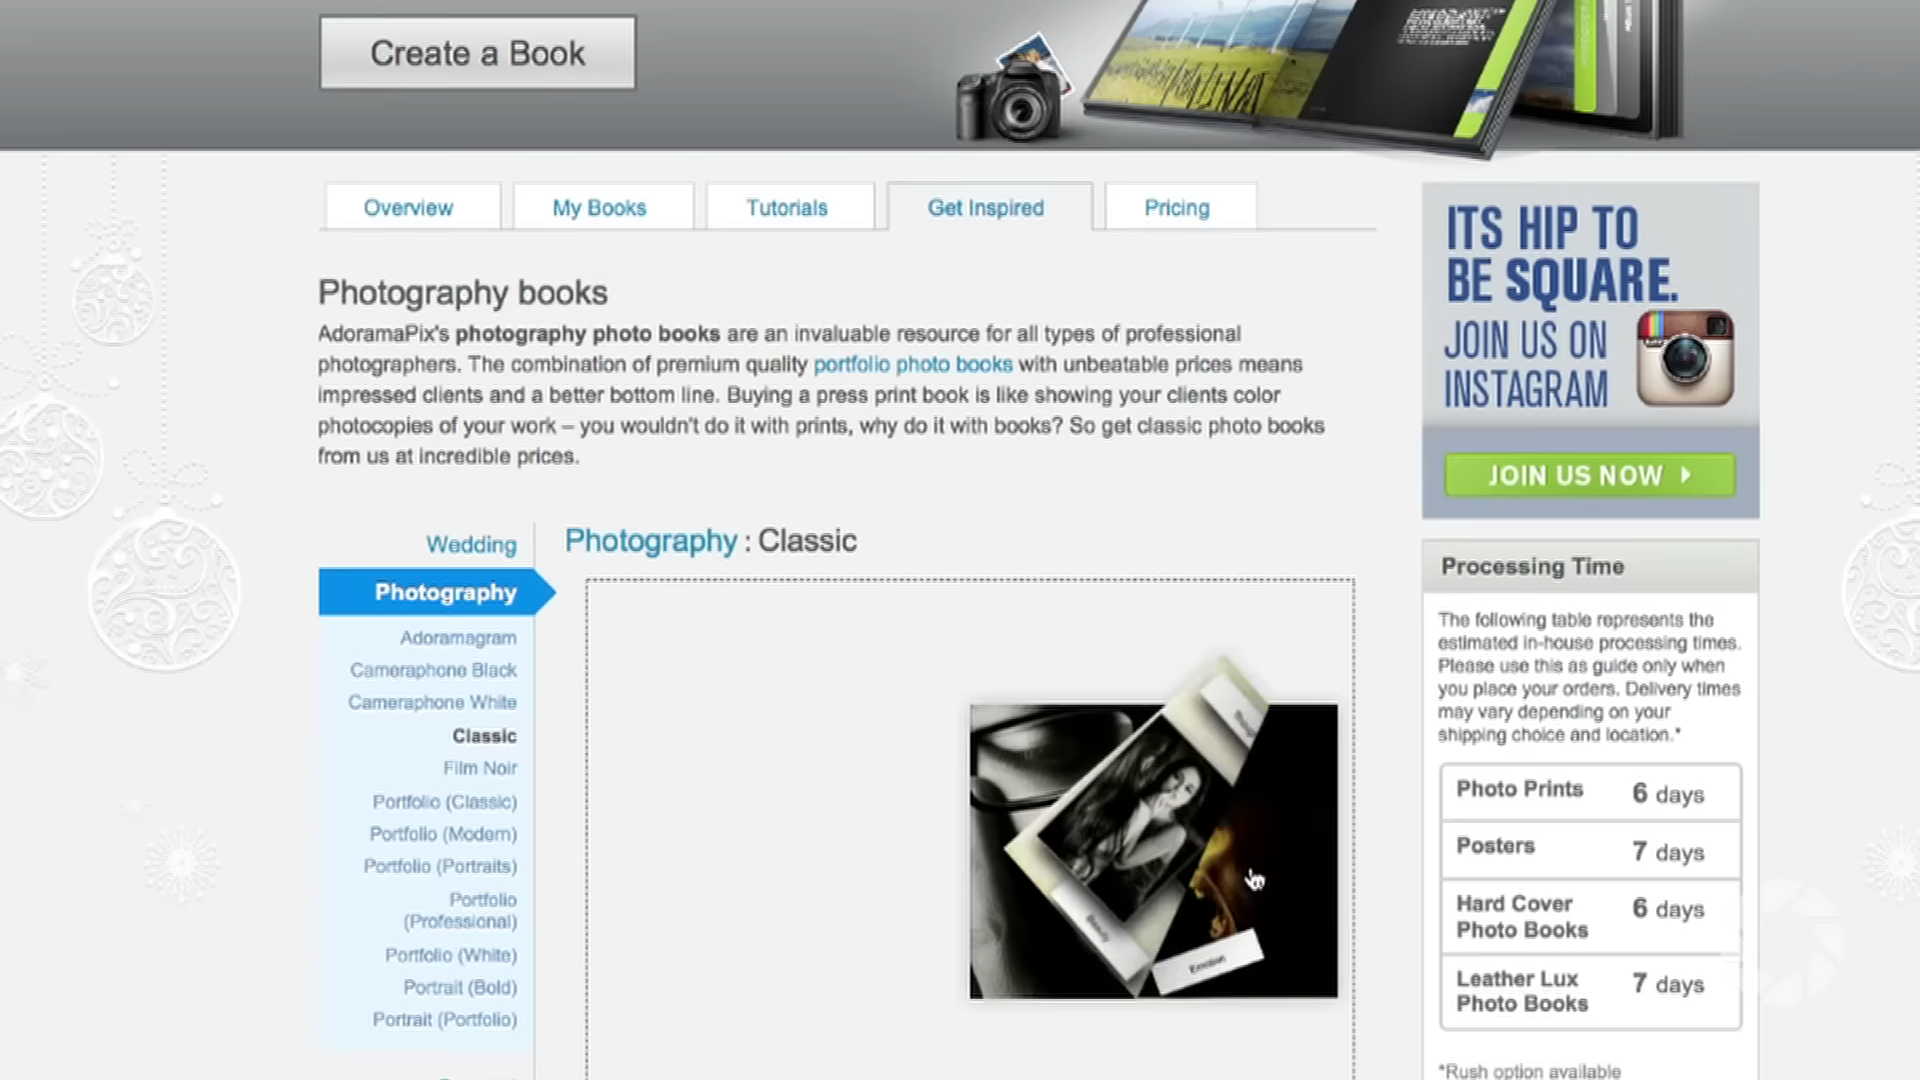 Create a Book
Overview
My Books
Tutorials
Get Inspired
Pricing
Photography books
AdoramaPix's photography photo books are an invaluable resource for all types of professional
photographers. The combination of premium quality portfolio photo books with unbeatable prices means
impressed clients and a better bottom line. Buying a press print book is like showing your clients color
photocopies of your work – you wouldn't do it with prints, why do it with books? So get classic photo books
from us at incredible prices.
Wedding
Photography
Adoramagram
Cameraphone Black
Cameraphone White
Classic
Film Noir
Portfolio (Classic)
Portfolio (Modern)
Portfolio (Portraits)
Portfolio
(Professional)
Portfolio (White)
Portrait (Bold)
Portrait (Portfolio)
Photography : Classic
Beauty
Emotion
ITS HIP TO
BE SQUARE.
JOIN US ON
INSTAGRAM
JOIN US NOW
Processing Time
The following table represents the
estimated in-house processing times.
Please use this as guide only when
you place your orders. Delivery times
may vary depending on your
shipping choice and location.*
Photo Prints 6 days
Posters 7 days
Hard Cover
Photo Books 6 days
Leather Lux
Photo Books 7 days
*Rush option available